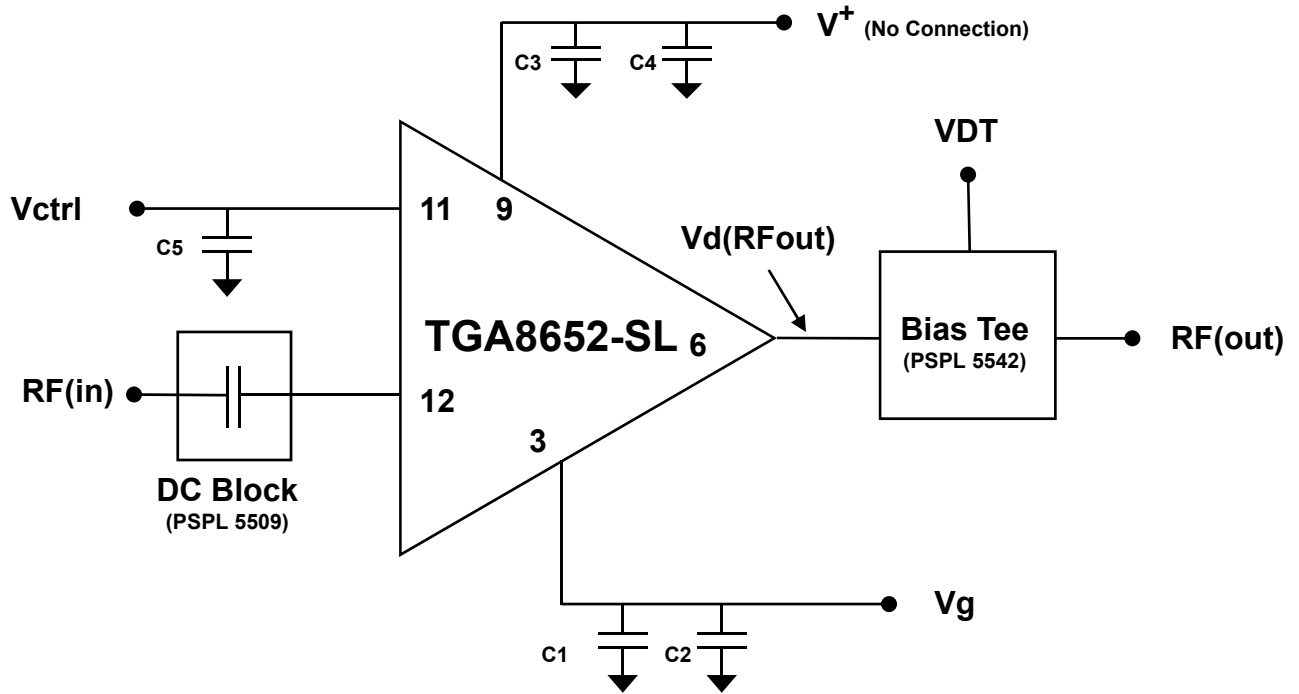 V+ (No Connection)
C3
C4
VDT
Vctrl
11
9
C5
Vd(RFout)
TGA8652-SL
6
Bias Tee
(PSPL 5542)
RF(out)
RF(in)
12
3
DC Block
(PSPL 5509)
Vg
C1
C2